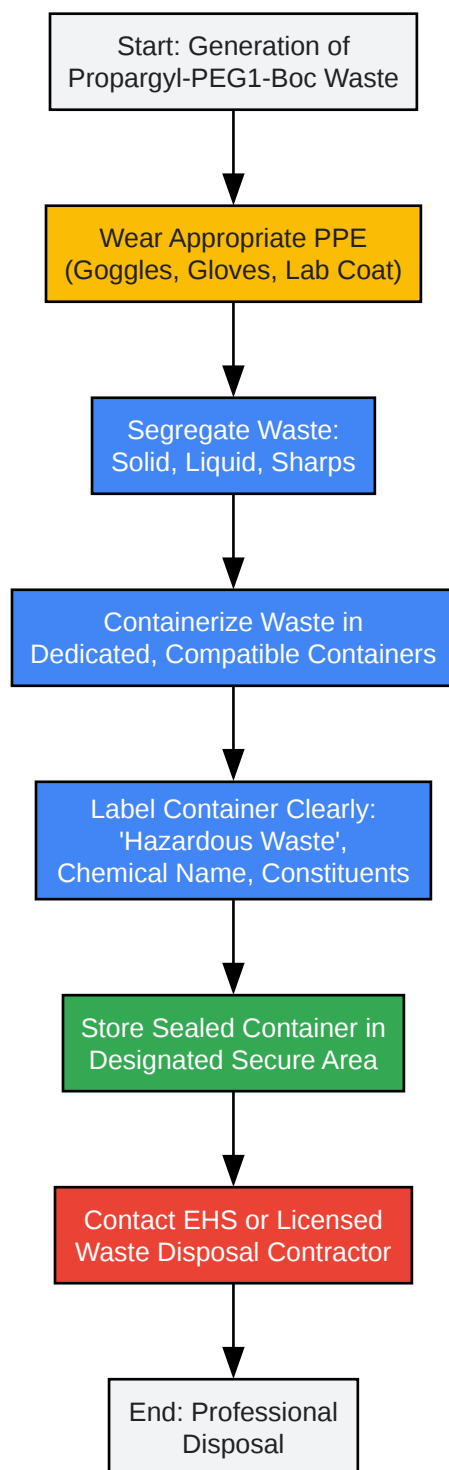 Start: Generation of
Propargyl-PEG1-Boc Waste
Wear Appropriate PPE
(Goggles, Gloves, Lab Coat)
Segregate Waste:
Solid, Liquid, Sharps
Containerize Waste in
Dedicated, Compatible Containers
Label Container Clearly:
'Hazardous Waste',
Chemical Name, Constituents
Store Sealed Container in
Designated Secure Area
Contact EHS or Licensed
Waste Disposal Contractor
End: Professional
Disposal